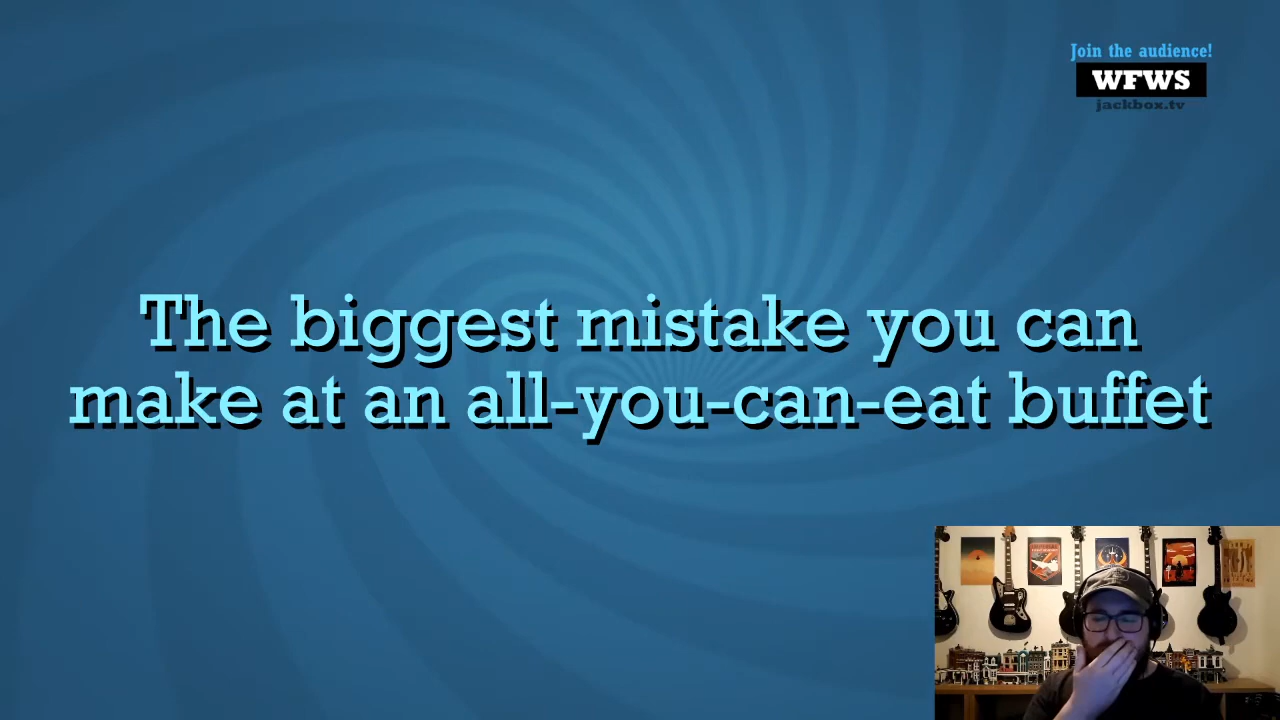 Join the audience!
WFWS
jackbox.tv
The biggest mistake you can
make at an all-you-can-eat buffet